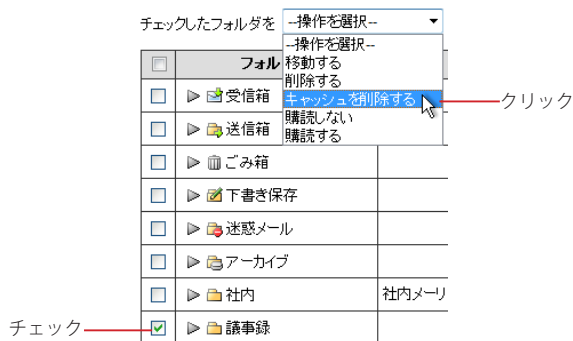 チェックしたフォルダを --操作を選択--
--操作を選択--
フォル 移動する
削除する
キャッシュを削除する クリック
受信箱
購読しない
送信箱
購読する
ごみ箱
下書き保存
迷惑メール
アーカイブ
社内 社内メーリ
チェック 議事録